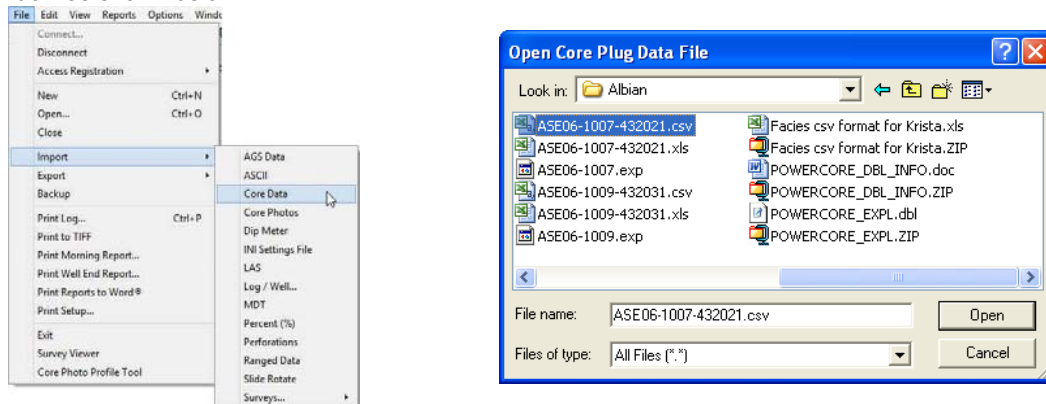 File Edit View Reports Options
Connect...
Disconnect
Access Registration
New Ctrl+N
Open... Ctrl+O
Close
Import
Export
Backup
Print Log... Ctrl+P
Print to TIFF
Print Morning Report...
Print Well End Report...
Print Reports to Word®
Print Setup...
Exit
Survey Viewer
Core Photo Profile Tool
AGS Data
ASCII
Core Data
Core Photos
Dip Meter
INI Settings File
LAS
Log / Well...
MDT
Percent (%)
Perforations
Ranged Data
Slide Rotate
Surveys...
Open Core Plug Data File
Look in: Albian
ASE06-1007-432021.csv
ASE06-1007-432021.xls
ASE06-1007.exp
ASE06-1009-432031.csv
ASE06-1009-432031.xls
ASE06-1009.exp
Facies csv format for Krista.xls
Facies csv format for Krista.ZIP
POWERCORE_DBL_INFO.doc
POWERCORE_DBL_INFO.ZIP
POWERCORE_EXPL.dbl
POWERCORE_EXPL.ZIP
File name: ASE06-1007-432021.csv Open
Files of type: All Files (*.*) Cancel